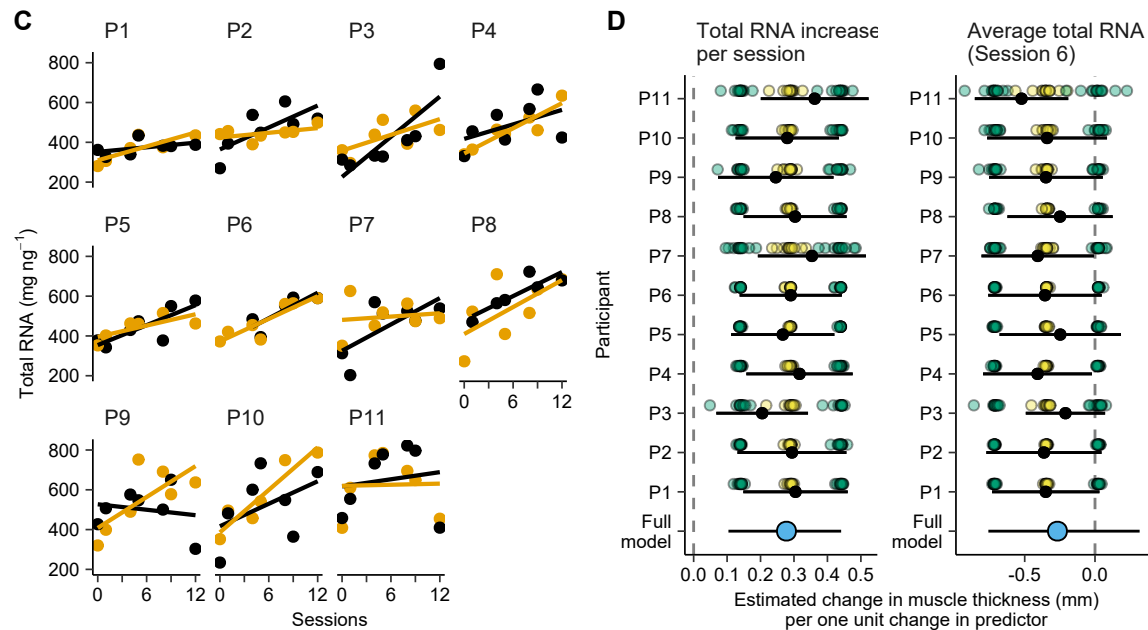 C
P1 P2 P3 P4
800
600
400
200
P5 P6 P7 P8
800
600
400
200
0 6 12
P9 P10 P11
800
600
400
200
0 6 12 0 6 12 0 6 12
Total RNA (mg ng⁻¹)
Sessions
D
Total RNA increase
per session
Average total RNA
(Session 6)
Participant
P11 P11
P10 P10
P9 P9
P8 P8
P7 P7
P6 P6
P5 P5
P4 P4
P3 P3
P2 P2
P1 P1
Full Full
model model
0.0 0.1 0.2 0.3 0.4 0.5 -0.5 0.0
Estimated change in muscle thickness (mm)
per one unit change in predictor